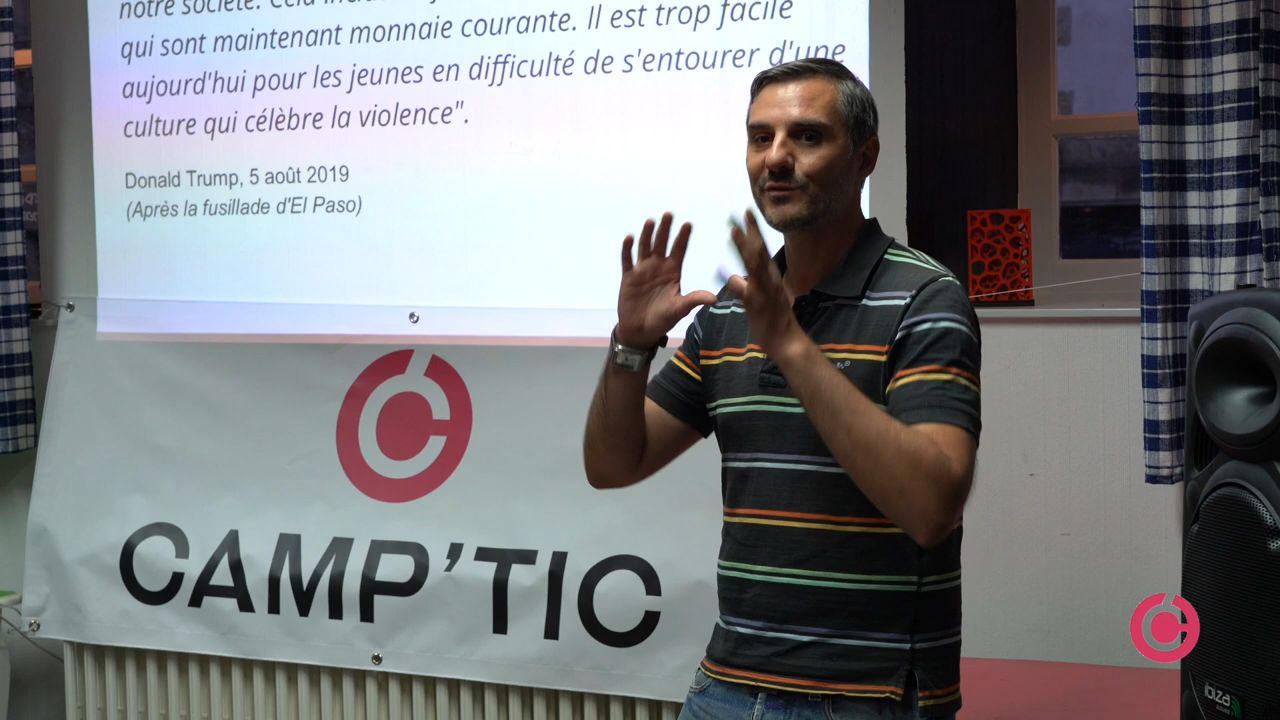 notre société. Cela
qui sont maintenant monnaie courante. Il est trop facile
aujourd'hui pour les jeunes en difficulté de s'entourer d'une
culture qui célèbre la violence".
Donald Trump, 5 août 2019
(Après la fusillade d'El Paso)
CAMP'TIC
ibiza